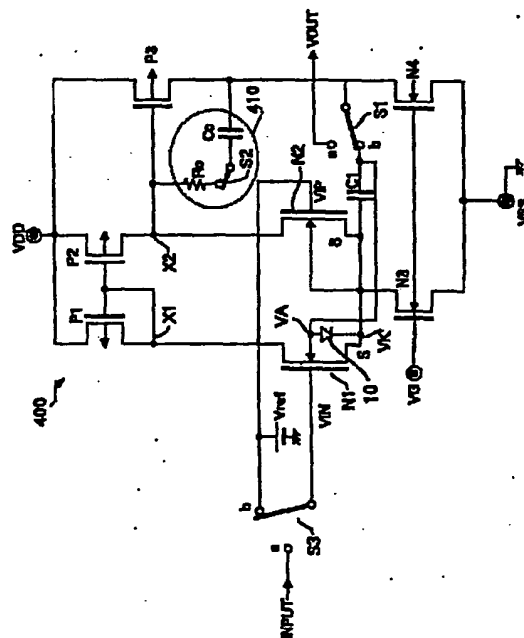 400
VDD
P1
P2
P3
X1
X2
Ro
Co
S2
410
VOUT
a
b
S1
N2
VIP
S
C1
VA
VK
10
S
N1
VIN
Vref
b
S3
a
INPUT
N3
N4
VG